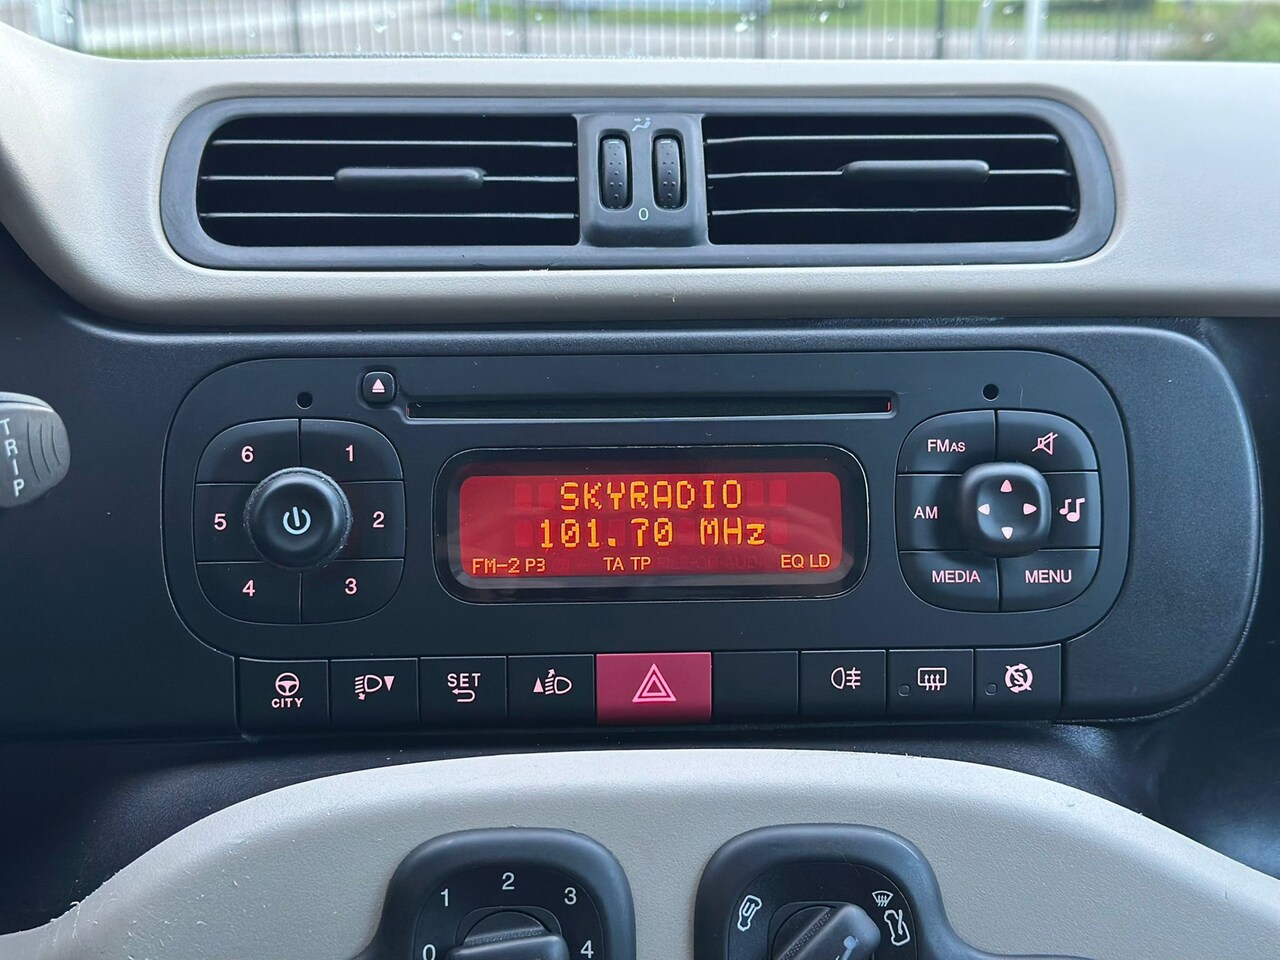 0
TRIP
6
1
5
2
4
3
SKYRADIO
101.70 MHz
FM-2 P3 TA TP EQ LD
FMAS
AM
MEDIA
MENU
CITY
SET
0
1
2
3
4